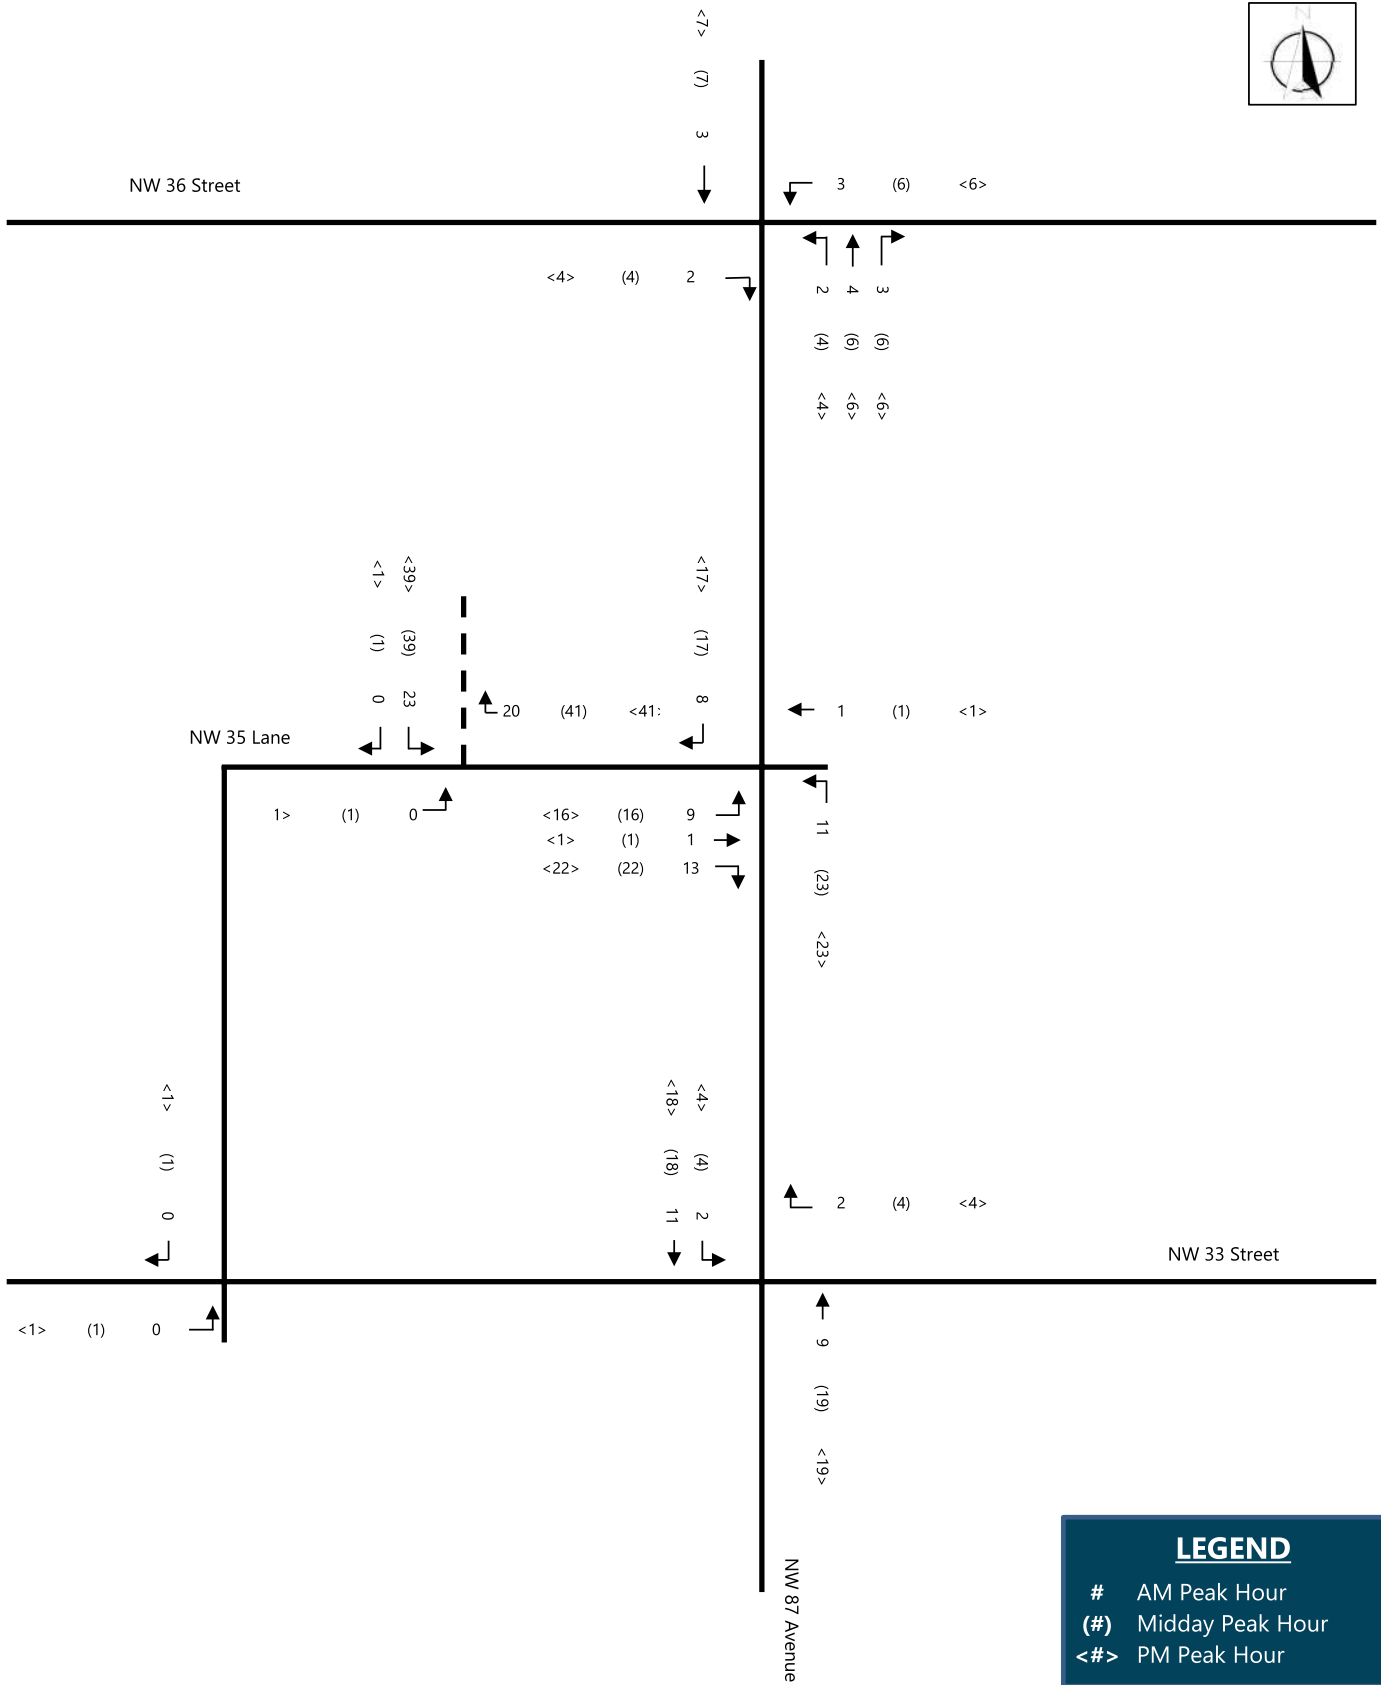 N
<7>
(7)
3
NW 36 Street
3 (6) <6>
<4> (4) 2
2 4 3
(4) (6) (6)
<4> <6> <6>
<1> <39>
(1) (39)
0 23
<17>
(17)
8
20 (41) <41:
1 (1) <1>
NW 35 Lane
1> (1) 0
<16> (16) 9
<1> (1) 1
<22> (22) 13
11
(23)
<23>
<1>
(1)
0
<18> <4>
(18) (4)
11 2
2 (4) <4>
NW 33 Street
<1> (1) 0
9
(19)
<19>
NW 87 Avenue
LEGEND
# AM Peak Hour
(#) Midday Peak Hour
<#> PM Peak Hour